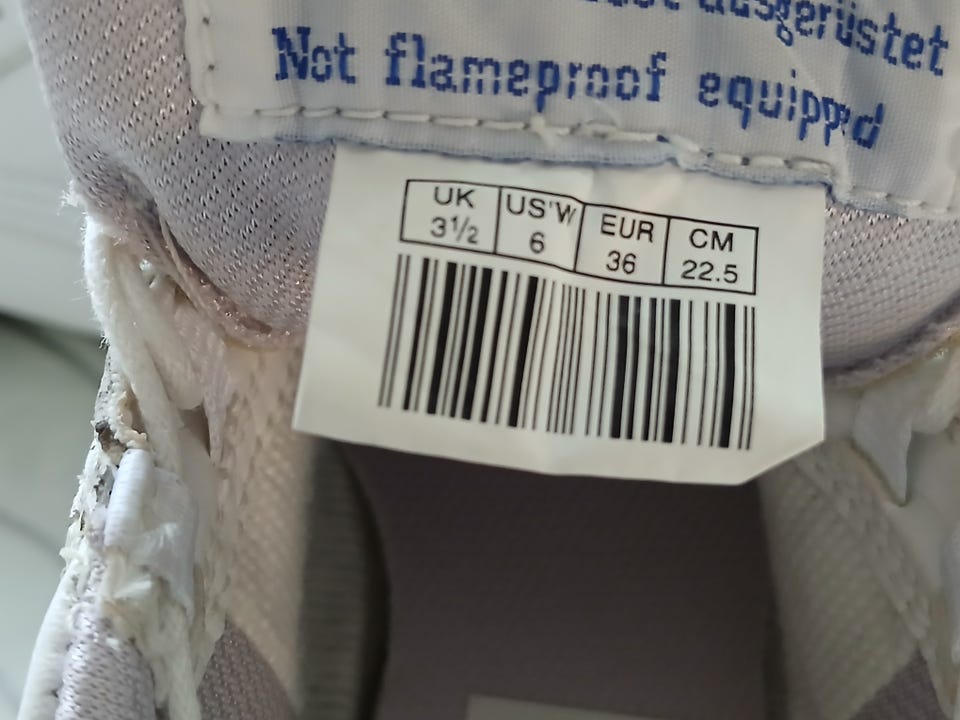 ausgerüstet
Not flameproof equipped
UK US'W EUR CM
3½ 6 36 22.5